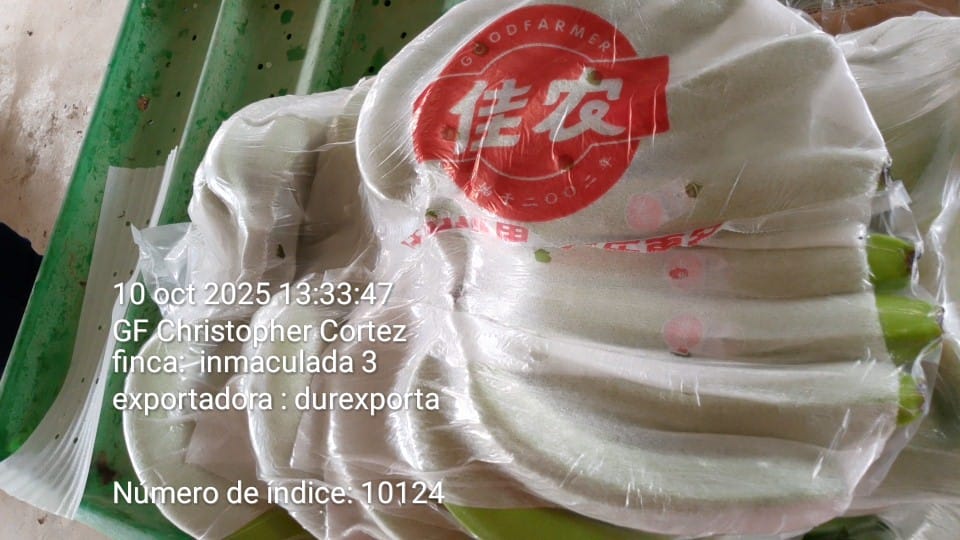 GOODFARMER
佳农
10 oct 2025 13:33:47
GF Christopher Cortez
finca: inmaculada 3
exportadora : durexporta
Número de índice: 10124